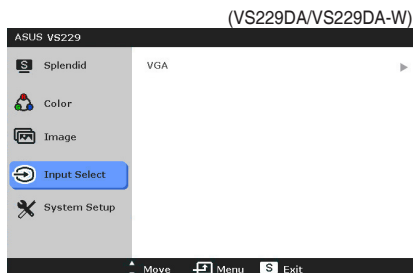 (VS229DA/VS229DA-W)
ASUS VS229
S Splendid
VGA
Color
Image
Input Select
System Setup
Move Menu S Exit